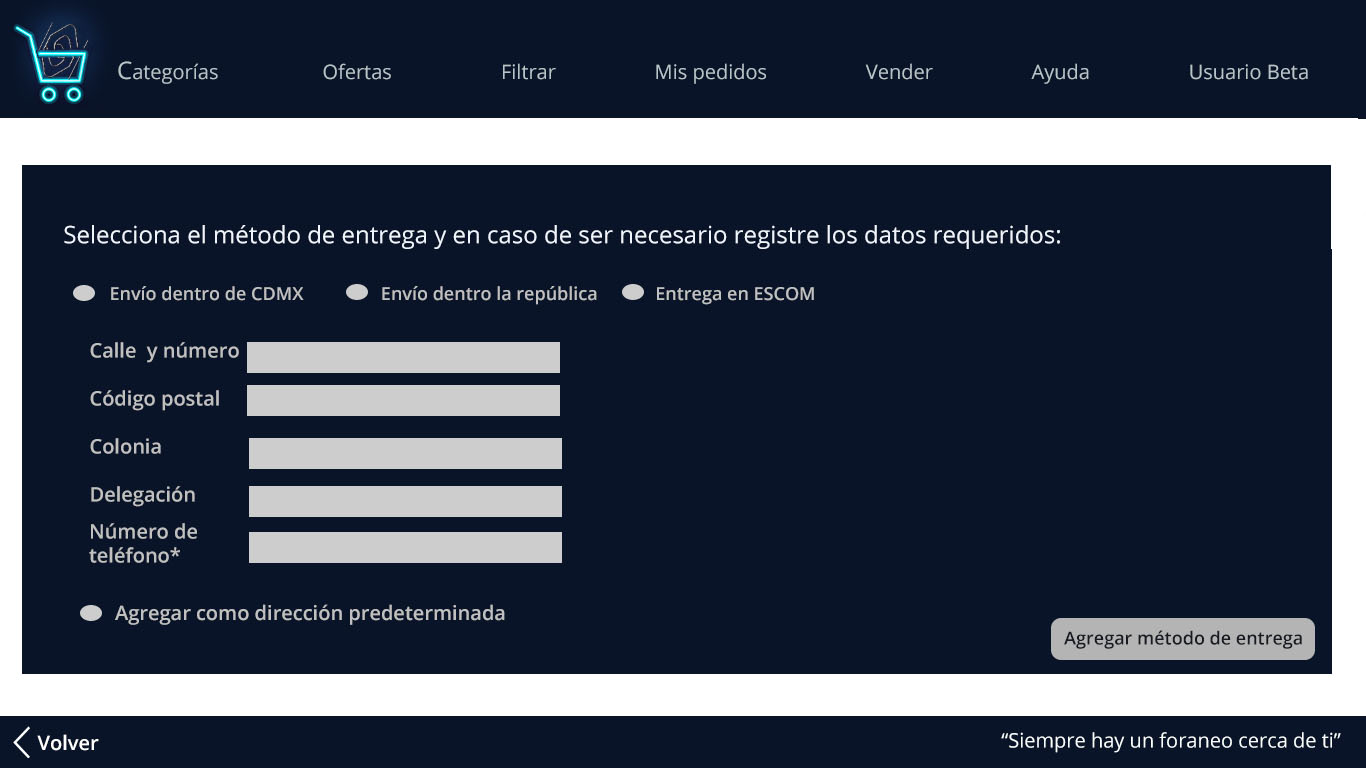 Categorías Ofertas Filtrar Mis pedidos Vender Ayuda Usuario Beta
Selecciona el método de entrega y en caso de ser necesario registre los datos requeridos:
Envío dentro de CDMX Envío dentro la república Entrega en ESCOM
Calle y número
Código postal
Colonia
Delegación
Número de
teléfono*
Agregar como dirección predeterminada
Agregar método de entrega
Volver
“Siempre hay un foraneo cerca de ti”